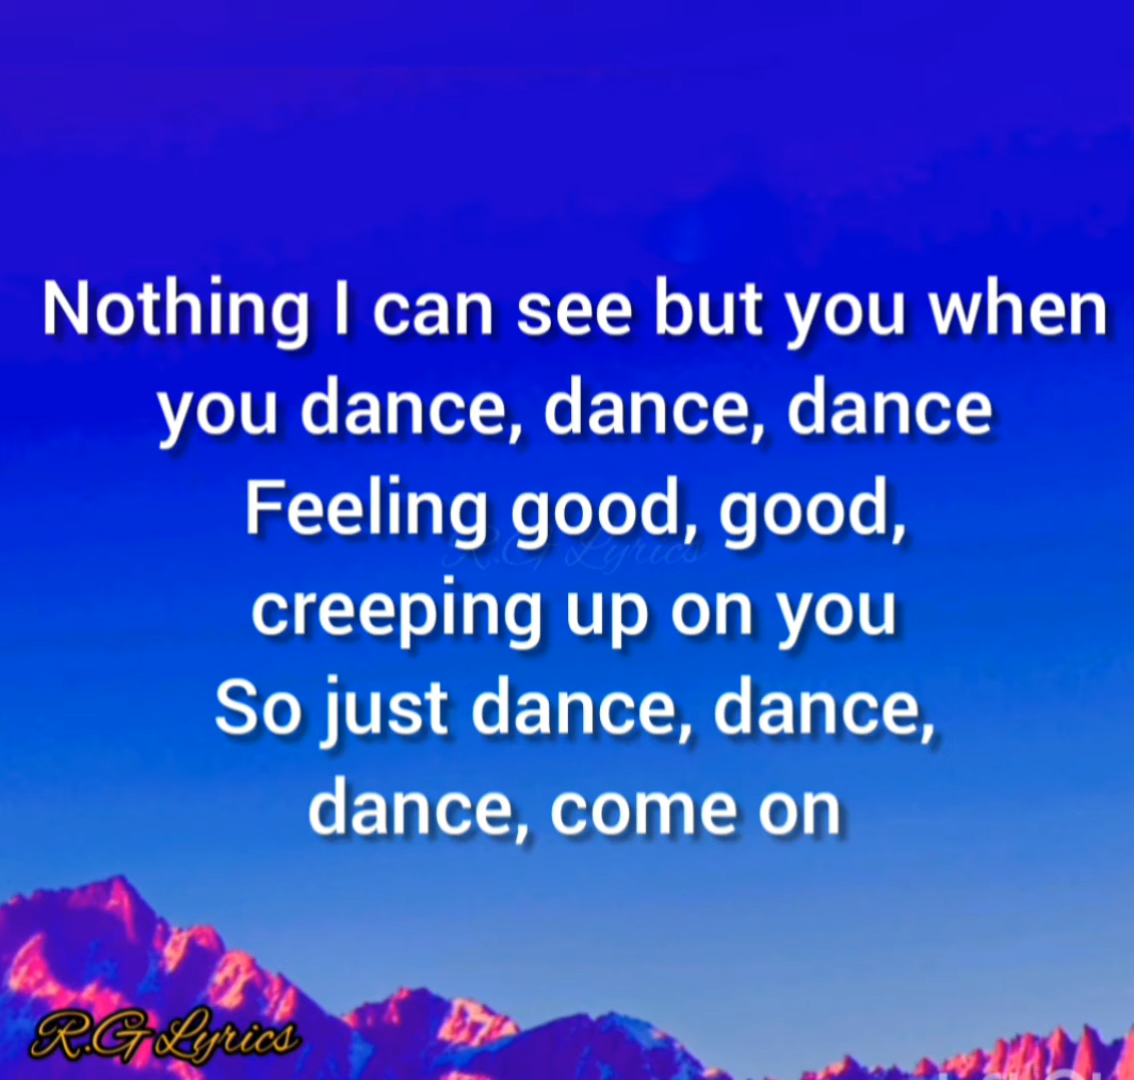 Nothing I can see but you when
you dance, dance, dance
Feeling good, good,
R.G Lyrics
creeping up on you
So just dance, dance,
dance, come on
R.G Lyrics